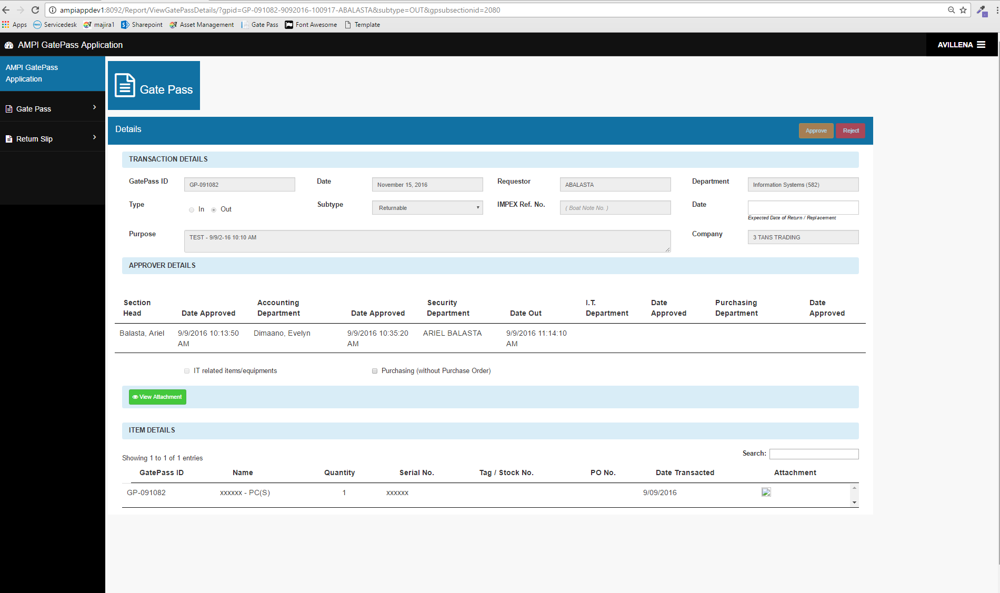 ampiappdev1:8092/Report/ViewGatePassDetails/?gpid=GP-091082-9092016-100917-ABALASTA&subtype=OUT&gpsubsectionid=2080
Apps Servicedesk majira1 Sharepoint Asset Management Gate Pass Font Awesome Template
AMPI GatePass Application
AVILLENA
AMPI GatePass
Application
Gate Pass
Return Slip
Gate Pass
Details
Approve Reject
TRANSACTION DETAILS
GatePass ID GP-091082 Date November 15, 2016 Requestor ABALASTA Department Information Systems (582)
Type In Out Subtype Returnable IMPEX Ref. No. ( Boat Note No. ) Date
Expected Date of Return / Replacement
Purpose TEST - 9/9/2-16 10:10 AM Company 3 TANS TRADING
APPROVER DETAILS
Section Accounting Security I.T. Date Purchasing Date
Head Date Approved Department Date Approved Department Date Out Department Approved Department Approved
Balasta, Ariel 9/9/2016 10:13:50 Dimaano, Evelyn 9/9/2016 10:35:20 ARIEL BALASTA 9/9/2016 11:14:10
AM AM AM
IT related items/equipments Purchasing (without Purchase Order)
View Attachment
ITEM DETAILS
Search:
Showing 1 to 1 of 1 entries
GatePass ID Name Quantity Serial No. Tag / Stock No. PO No. Date Transacted Attachment
GP-091082 xxxxxx - PC(S) 1 xxxxxx 9/09/2016